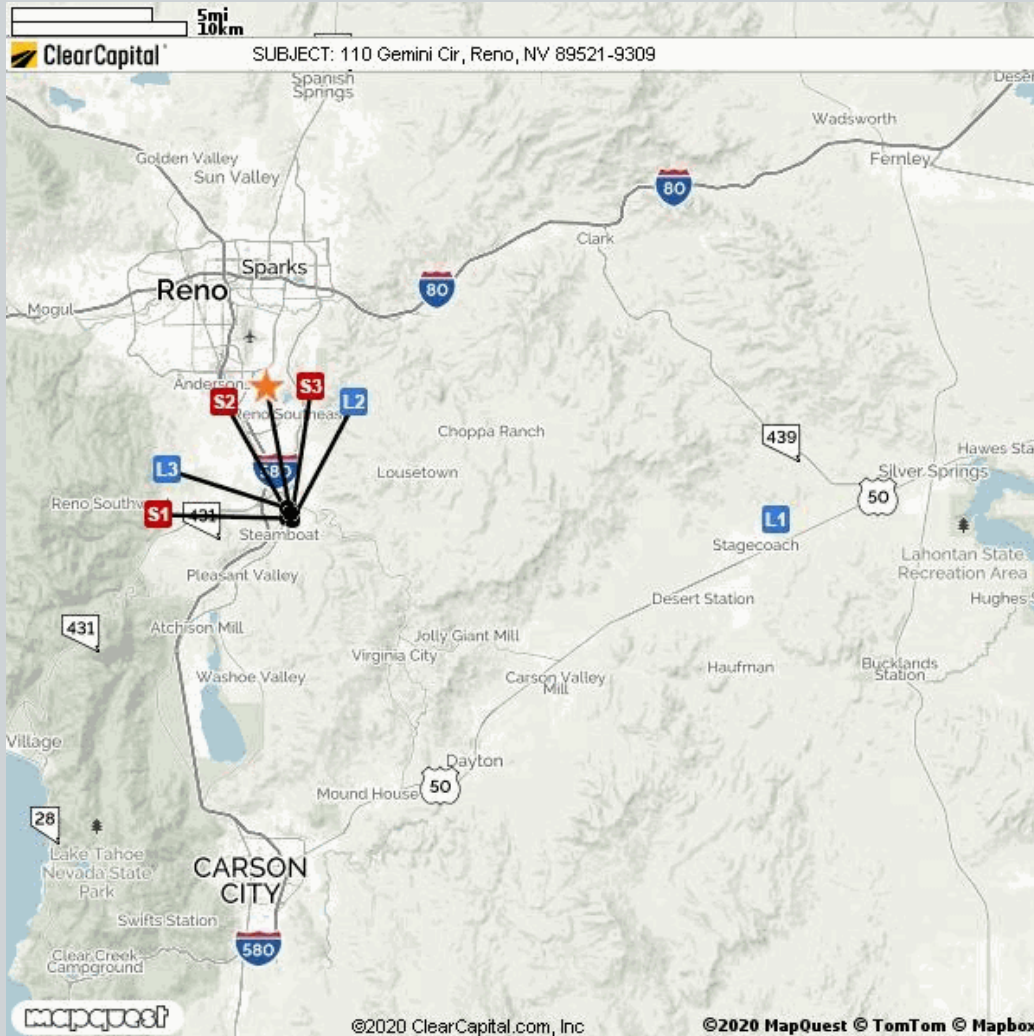 5mi
10km
ClearCapital
SUBJECT: 110 Gemini Cir, Reno, NV 89521-9309
Spanish
Springs
Wadsworth
Golden Valley
Sun Valley
Fernley
80
Clark
Sparks
Reno
80
Mogul
Anderson
S3
S2
L2
Reno Southeas
Choppa Ranch
439
Hawes Sta
L3
580
Lousetown
Silver Springs
50
Reno Southw
S1
431
L1
Steamboat
Stagecoach
Lahontan State
Recreation Area
Pleasant Valley
Desert Station
Hughes S
431
Atchison Mill
Jolly Giant Mill
Virginia City
Washoe Valley
Carson Valley
Mill
Haufman
Bucklands
Station
Village
Dayton
50
Mound House
28
Lake Tahoe
Nevada State
Park
CARSON
CITY
Swifts Station
580
Clear Creek
Campground
mapquest
©2020 ClearCapital.com, Inc
©2020 MapQuest © TomTom © Mapbox